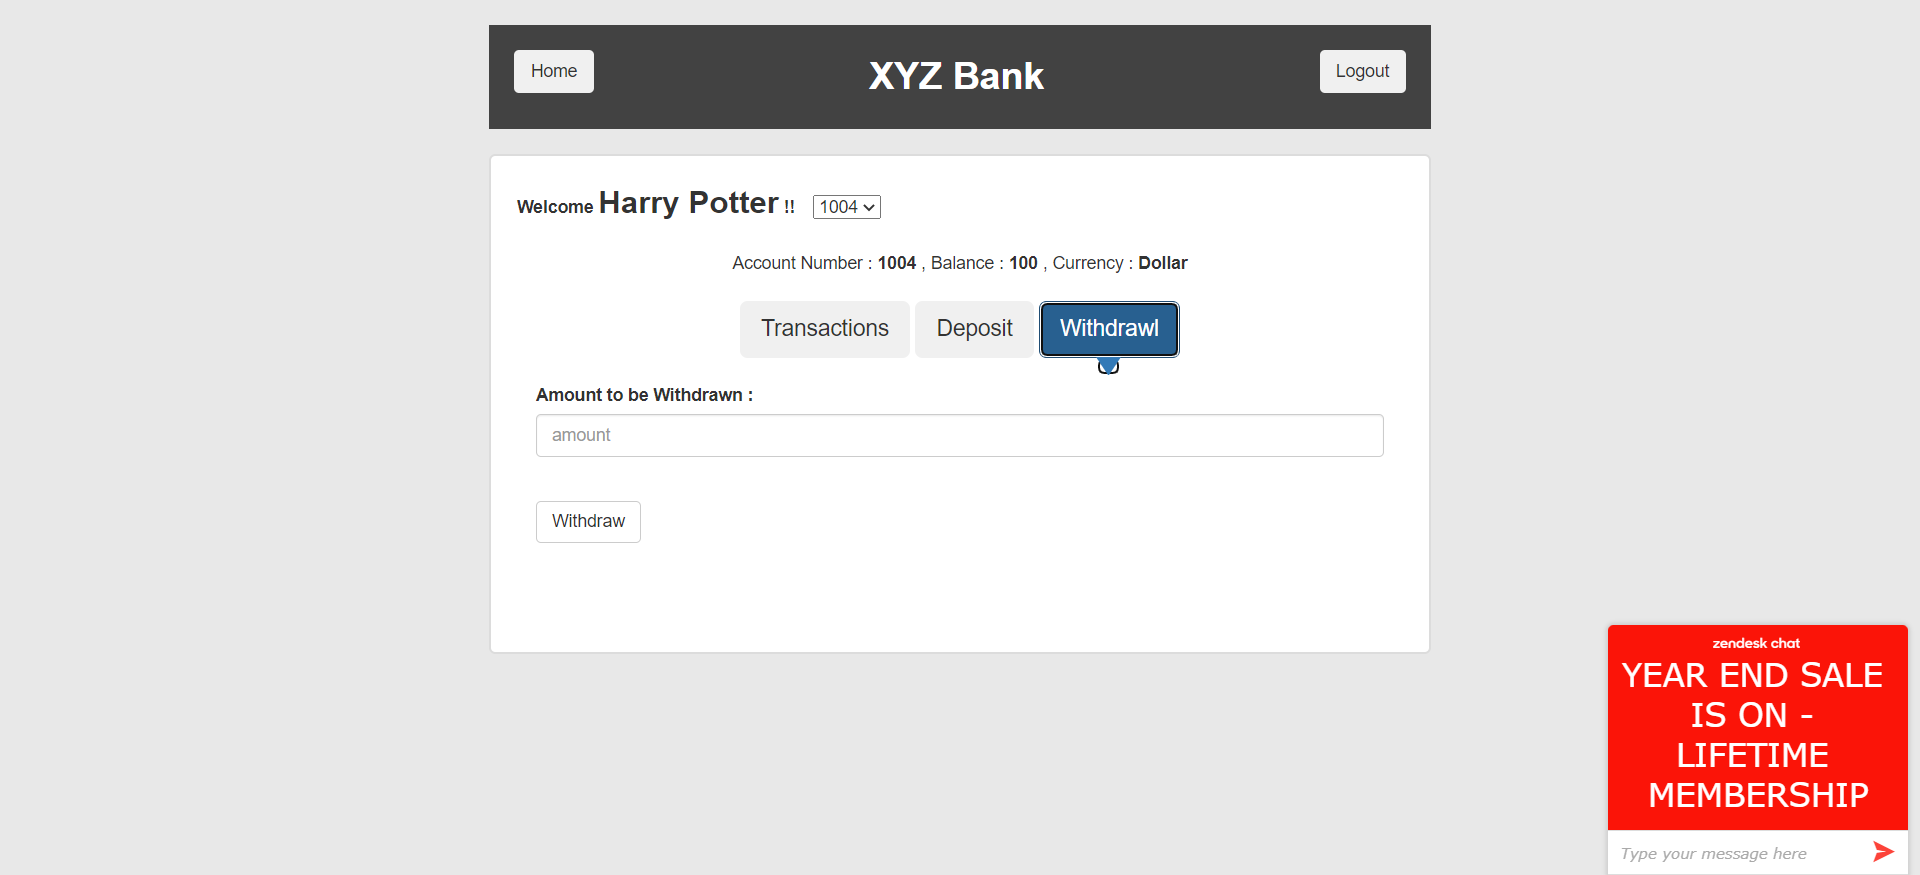 Home
XYZ Bank
Logout
Welcome Harry Potter !! 1004
Account Number : 1004 , Balance : 100 , Currency : Dollar
Transactions
Deposit
Withdrawl
Amount to be Withdrawn :
amount
Withdraw
zendesk chat
YEAR END SALE
IS ON -
LIFETIME
MEMBERSHIP
Type your message here